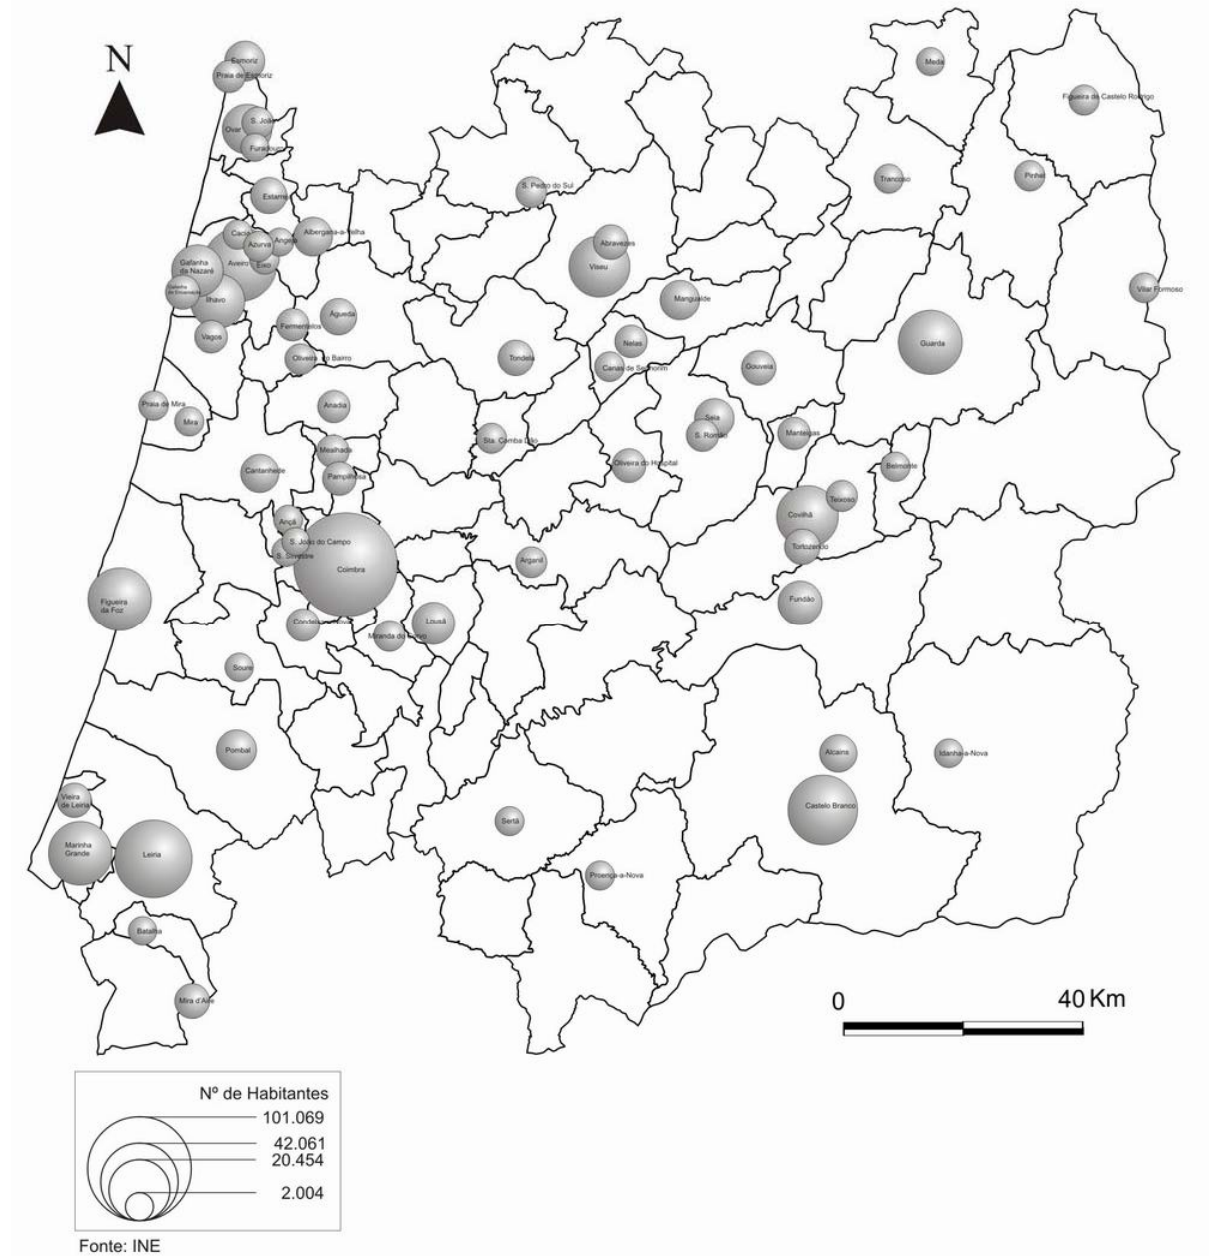 N
Esmoriz
Praia de Esmoriz
Meda
Figueira de Castelo Rodrigo
S. João
Ovar
Furadouro
Estarreja
S. Pedro do Sul
Trancoso
Pinhel
Cacia
Azurva
Angeja
Albergaria-a-Velha
Aveiro
Eixo
Gafanha
da Nazaré
Gafanha
da Encarnação
Ílhavo
Vagos
Abraveses
Viseu
Mangualde
Vilar Formoso
Fermentelos
Águeda
Oliveira do Bairro
Tondela
Nelas
Canas de Senhorim
Gouveia
Guarda
Praia de Mira
Mira
Anadia
Seia
S. Romão
Manteigas
Mealhada
Pampilhosa
Cantanhede
Sta. Comba Dão
Oliveira do Hospital
Belmonte
Teixoso
Covilhã
Tortozendo
Ançã
S. João do Campo
S. Silvestre
Coimbra
Arganil
Figueira
da Foz
Fundão
Condeixa-a-Nova
Miranda do Corvo
Lousã
Soure
Pombal
Alcains
Idanha-a-Nova
Vieira
de Leiria
Castelo Branco
Sertã
Marinha
Grande
Leiria
Proença-a-Nova
Batalha
Mira d'Aire
0 40 Km
Nº de Habitantes
101.069
42.061
20.454
2.004
Fonte: INE